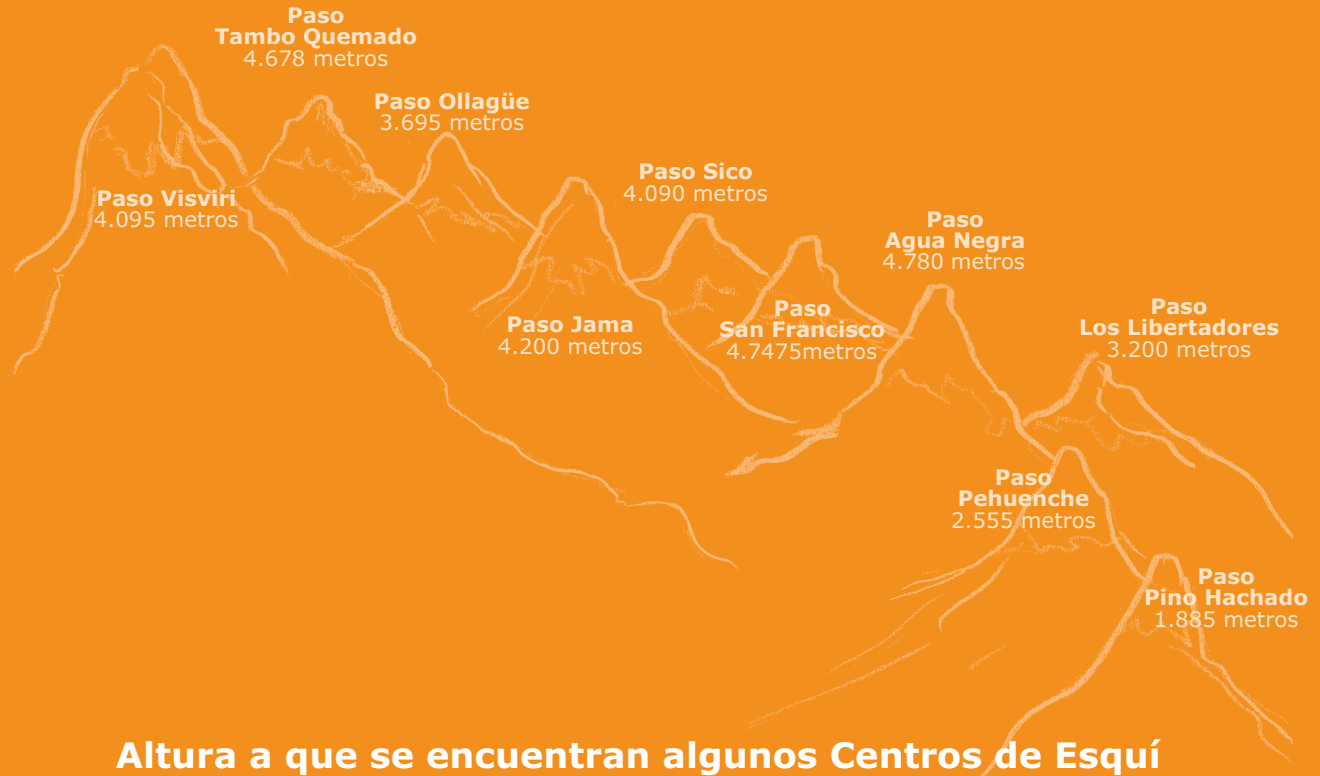 Paso
Tambo Quemado
4.678 metros
Paso Ollagüe
3.695 metros
Paso Visviri
4.095 metros
Paso Sico
4.090 metros
Paso
Agua Negra
4.780 metros
Paso Jama
4.200 metros
Paso
San Francisco
4.7475metros
Paso
Los Libertadores
3.200 metros
Paso
Pehuenche
2.555 metros
Paso
Pino Hachado
1.885 metros
Altura a que se encuentran algunos Centros de Esquí